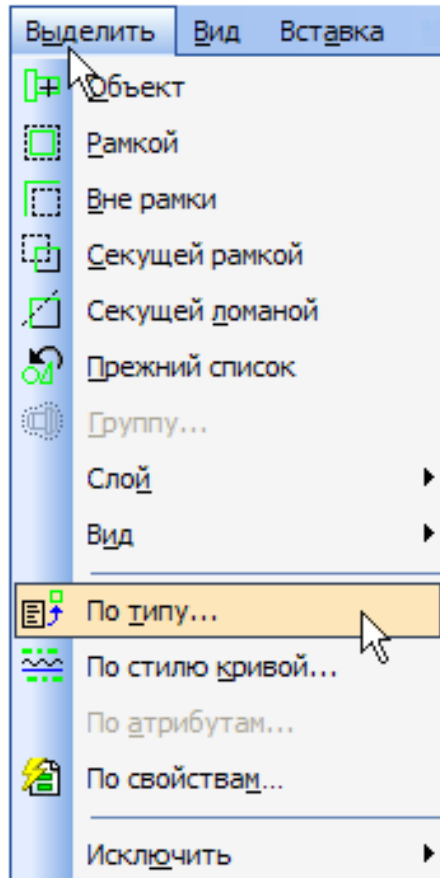 Выделить Вид Вставка
Объект
Рамкой
Вне рамки
Секущей рамкой
Секущей ломаной
Прежний список
Группу...
Слой
Вид
По типу...
По стилю кривой...
По атрибутам...
По свойствам...
Исключить